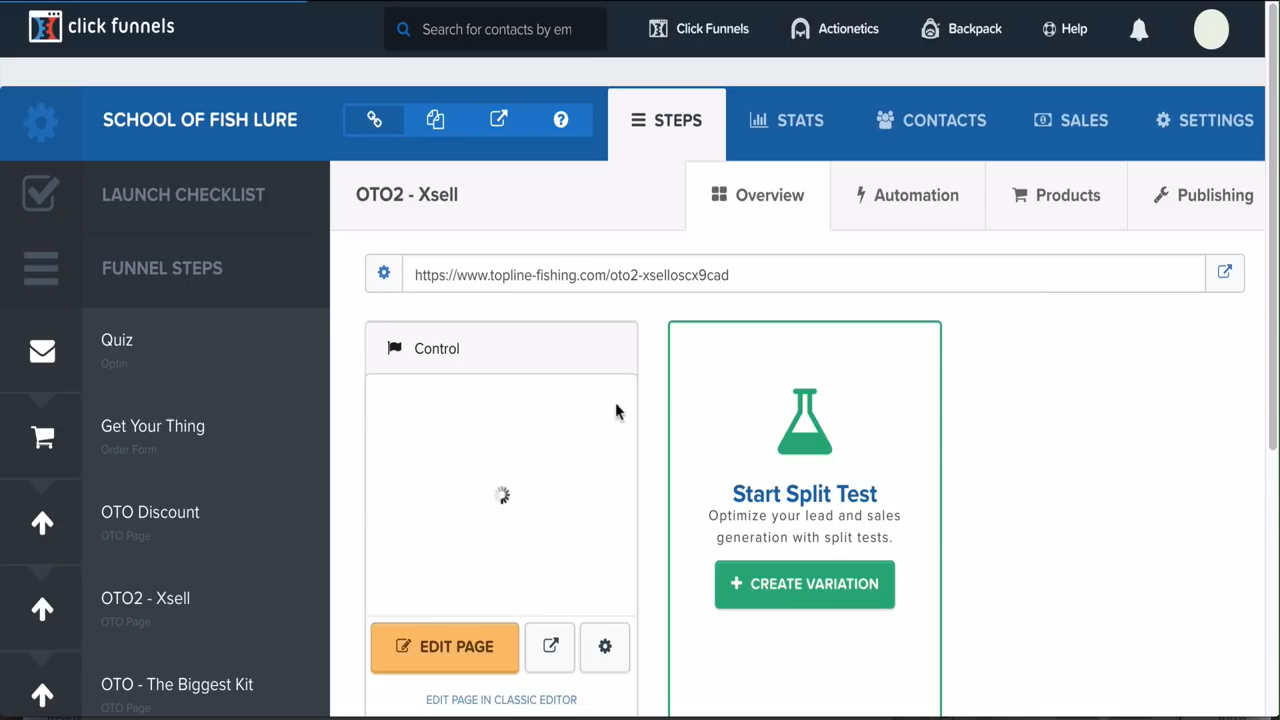 click funnels
Search for contacts by em
Click Funnels
Actionetics
Backpack
Help
SCHOOL OF FISH LURE
STEPS
STATS
CONTACTS
SALES
SETTINGS
LAUNCH CHECKLIST
OTO2 - Xsell
Overview
Automation
Products
Publishing
FUNNEL STEPS
https://www.topline-fishing.com/oto2-xselloscx9cad
Quiz
Optin
Get Your Thing
Order Form
OTO Discount
OTO Page
OTO2 - Xsell
OTO Page
OTO - The Biggest Kit
OTO Page
Control
EDIT PAGE
EDIT PAGE IN CLASSIC EDITOR
Start Split Test
Optimize your lead and sales
generation with split tests.
+ CREATE VARIATION